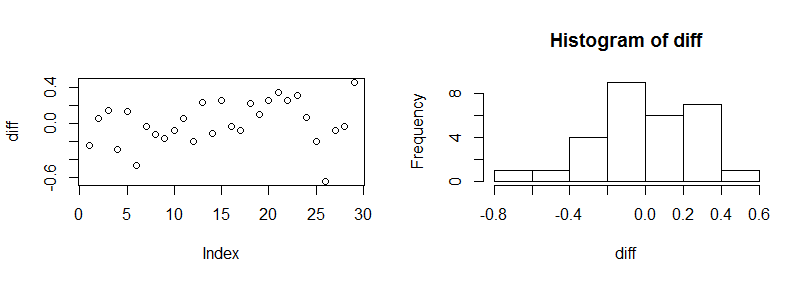 diff
0.4
0.0
-0.6
0 5 10 15 20 25 30
Index
Histogram of diff
Frequency
8
4
0
-0.8 -0.4 0.0 0.2 0.4 0.6
diff